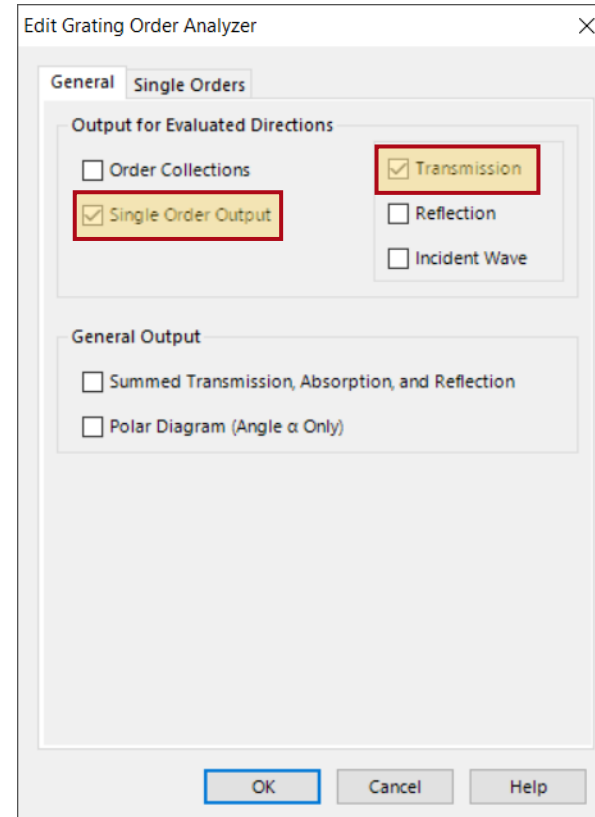 Edit Grating Order Analyzer
General Single Orders
Output for Evaluated Directions
Order Collections
Transmission
Single Order Output
Reflection
Incident Wave
General Output
Summed Transmission, Absorption, and Reflection
Polar Diagram (Angle α Only)
OK Cancel Help